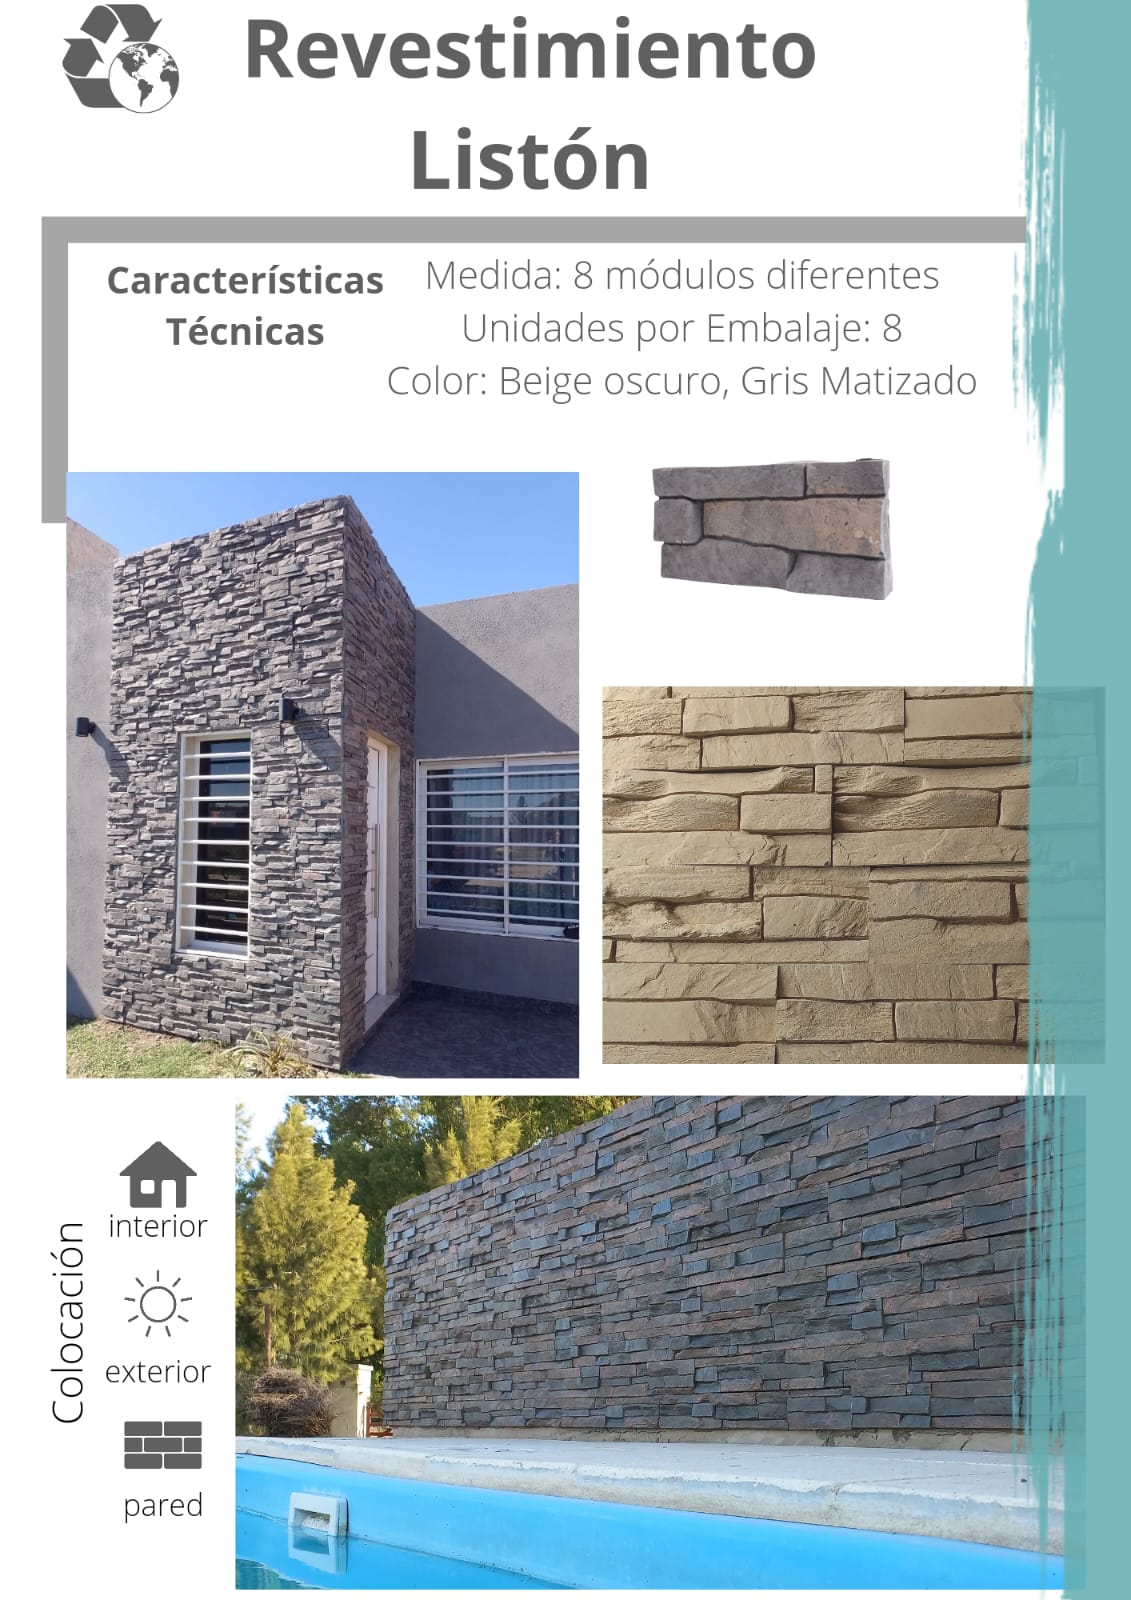 Revestimiento
Listón
Características
Técnicas
Medida: 8 módulos diferentes
Unidades por Embalaje: 8
Color: Beige oscuro, Gris Matizado
Colocación
interior
exterior
pared